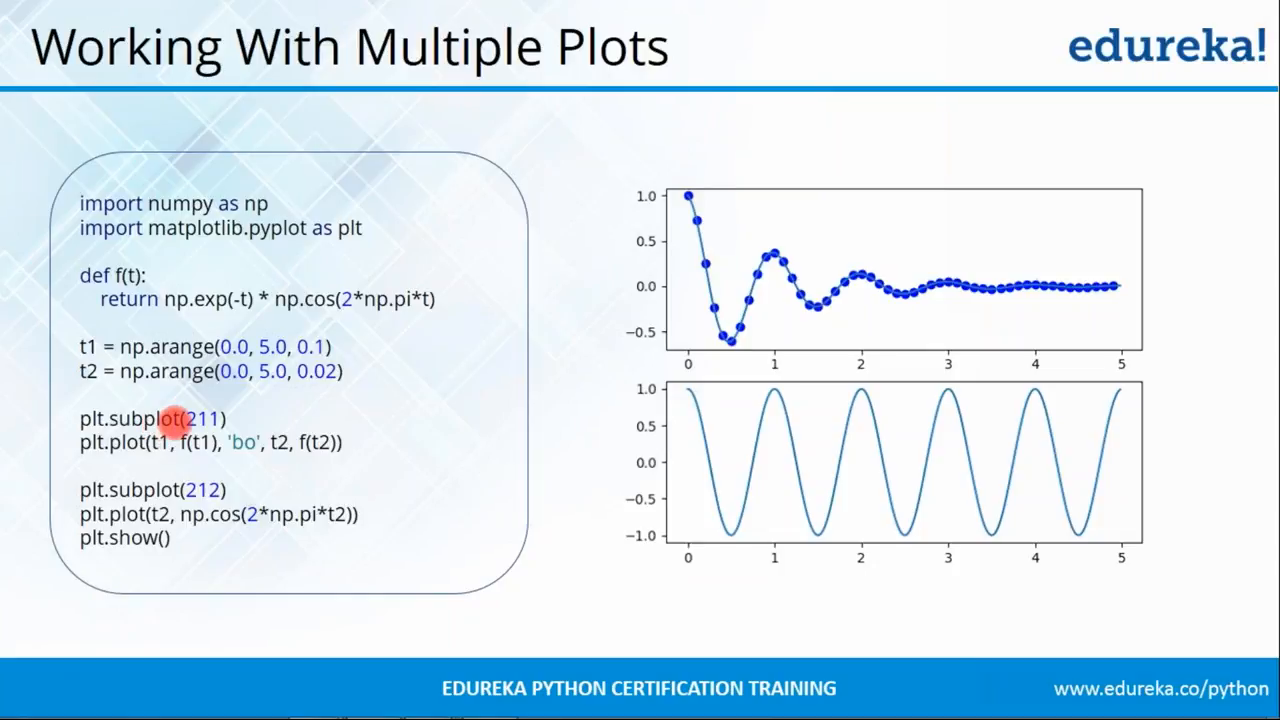 Working With Multiple Plots
edureka!
import numpy as np
import matplotlib.pyplot as plt
def f(t):
return np.exp(-t) * np.cos(2*np.pi*t)
t1 = np.arange(0.0, 5.0, 0.1)
t2 = np.arange(0.0, 5.0, 0.02)
plt.subplot(211)
plt.plot(t1, f(t1), 'bo', t2, f(t2))
plt.subplot(212)
plt.plot(t2, np.cos(2*np.pi*t2))
plt.show()
1.0
0.5
0.0
−0.5
0 1 2 3 4 5
1.0
0.5
0.0
−0.5
−1.0
0 1 2 3 4 5
EDUREKA PYTHON CERTIFICATION TRAINING
www.edureka.co/python